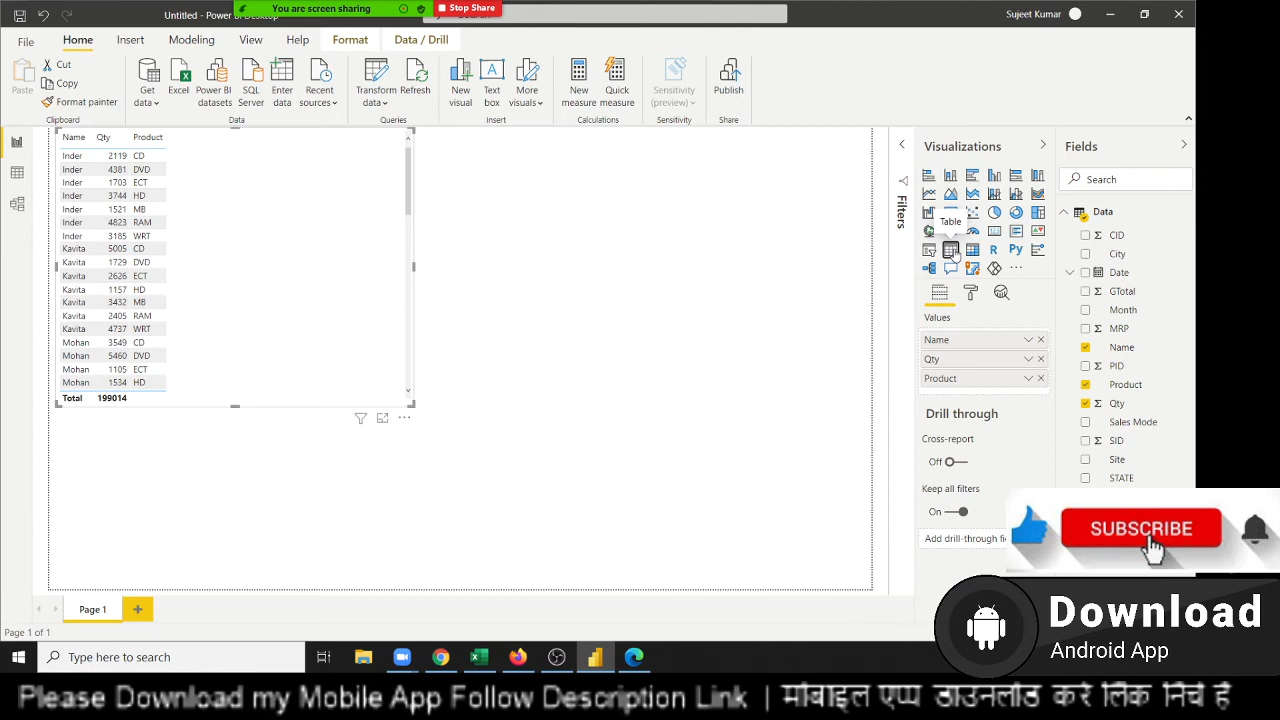 You are screen sharing
Stop Share
Untitled - Power BI Desktop
Sujeet Kumar
File
Home
Insert
Modeling
View
Help
Format
Data / Drill
Paste
Cut
Copy
Format painter
Clipboard
Get data
Excel
Power BI datasets
SQL Server
Enter data
Recent sources
Data
Transform data
Refresh
Queries
New visual
Text box
More visuals
Insert
New measure
Quick measure
Calculations
Sensitivity (preview)
Sensitivity
Publish
Share
Name Qty Product
Inder 2119 CD
Inder 4381 DVD
Inder 1703 ECT
Inder 3744 HD
Inder 1521 MB
Inder 4823 RAM
Inder 3185 WRT
Kavita 5005 CD
Kavita 1729 DVD
Kavita 2626 ECT
Kavita 1157 HD
Kavita 3432 MB
Kavita 2405 RAM
Kavita 4737 WRT
Mohan 3549 CD
Mohan 5460 DVD
Mohan 1105 ECT
Mohan 1534 HD
Total 199014
Filters
Visualizations
Table
R
Py
Values
Name
Qty
Product
Drill through
Cross-report
Off
Keep all filters
On
Add drill-through fi
Fields
Search
Data
CID
City
Date
GTotal
Month
MRP
Name
PID
Product
Qty
Sales Mode
SID
Site
STATE
SUBSCRIBE
Download
Android App
Page 1
Page 1 of 1
Type here to search
Please Download my Mobile App Follow Description Link | मोबाइल एप्प डाउनलोड करे लिंक निचे है